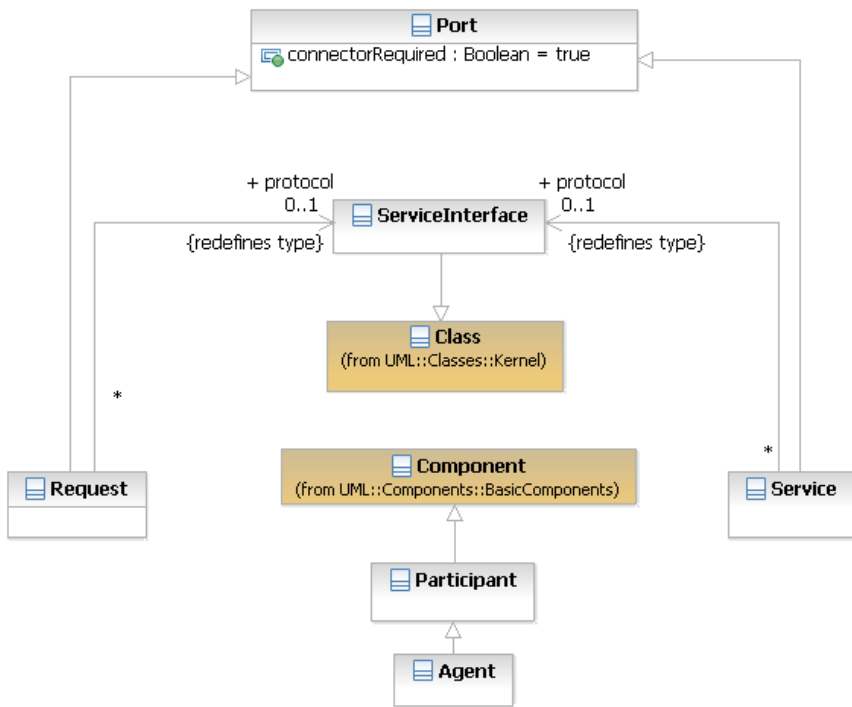 Port
connectorRequired : Boolean = true
+ protocol
0..1
{redefines type}
ServiceInterface
+ protocol
0..1
{redefines type}
Class
(from UML::Classes::Kernel)
*
*
Component
(from UML::Components::BasicComponents)
Request
Service
Participant
Agent